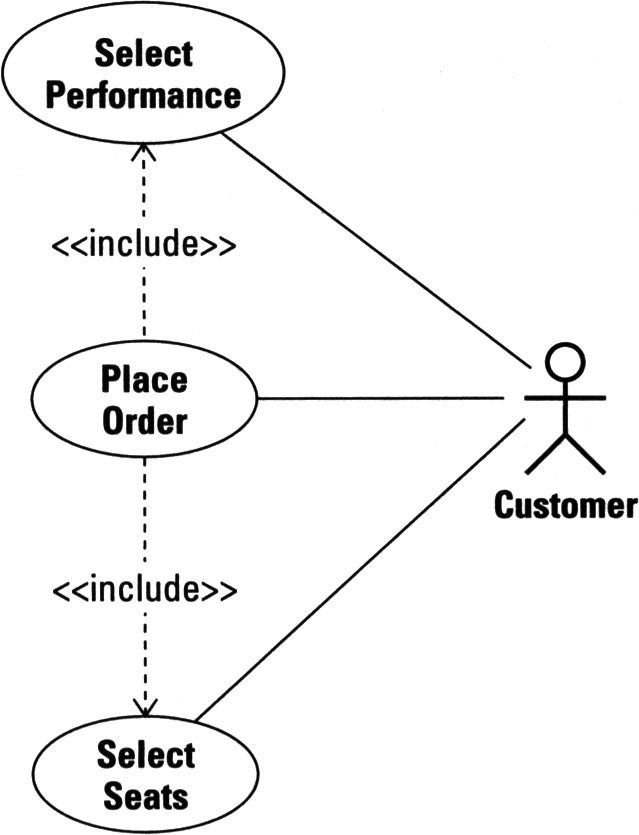 Select
Performance
<<include>>
Place
Order
Customer
<<include>>
Select
Seats